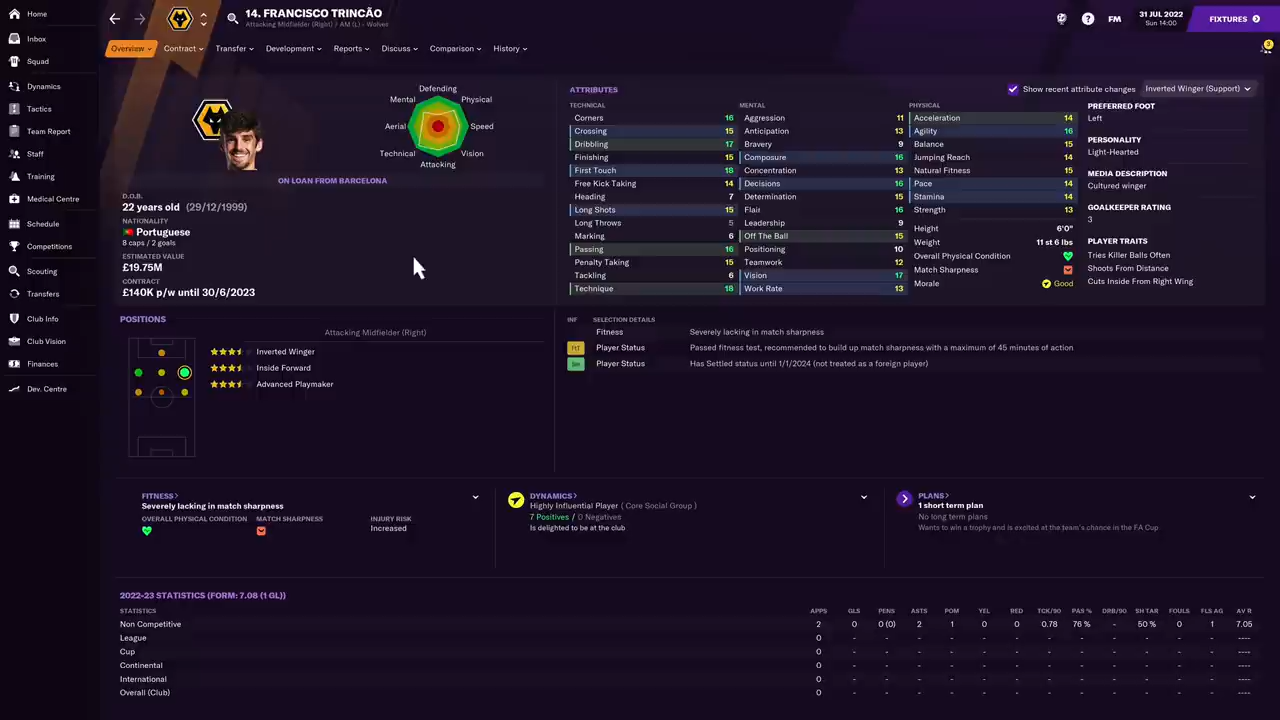 Home
Inbox
Squad
Dynamics
Tactics
Team Report
Staff
Training
Medical Centre
Schedule
Competitions
Scouting
Transfers
Club Info
Club Vision
Finances
Dev. Centre
14. FRANCISCO TRINCÃO
Attacking Midfielder (Right) / AM (L) - Wolves
FM
31 JUL 2022
Sun 14:00
FIXTURES
3
Overview
Contract
Transfer
Development
Reports
Discuss
Comparison
History
Defending
Mental
Physical
Aerial
Speed
Technical
Vision
Attacking
ON LOAN FROM BARCELONA
D.O.B.
22 years old (29/12/1999)
NATIONALITY
Portuguese
8 caps / 2 goals
ESTIMATED VALUE
£19.75M
CONTRACT
£140K p/w until 30/6/2023
ATTRIBUTES
Show recent attribute changes
Inverted Winger (Support)
TECHNICAL
Corners 16
Crossing 15
Dribbling 17
Finishing 15
First Touch 18
Free Kick Taking 14
Heading 7
Long Shots 15
Long Throws 5
Marking 6
Passing 16
Penalty Taking 15
Tackling 6
Technique 18
MENTAL
Aggression 11
Anticipation 13
Bravery 9
Composure 16
Concentration 13
Decisions 16
Determination 15
Flair 16
Leadership 9
Off The Ball 15
Positioning 10
Teamwork 12
Vision 17
Work Rate 13
PHYSICAL
Acceleration 14
Agility 16
Balance 15
Jumping Reach 14
Natural Fitness 15
Pace 14
Stamina 14
Strength 13
Height 6'0"
Weight 11 st 6 lbs
Overall Physical Condition
Match Sharpness
Morale Good
PREFERRED FOOT
Left
PERSONALITY
Light-Hearted
MEDIA DESCRIPTION
Cultured winger
GOALKEEPER RATING
3
PLAYER TRAITS
Tries Killer Balls Often
Shoots From Distance
Cuts Inside From Right Wing
POSITIONS
Attacking Midfielder (Right)
Inverted Winger
Inside Forward
Advanced Playmaker
INF SELECTION DETAILS
Fitness Severely lacking in match sharpness
Player Status Passed fitness test, recommended to build up match sharpness with a maximum of 45 minutes of action
Player Status Has Settled status until 1/1/2024 (not treated as a foreign player)
FITNESS>
Severely lacking in match sharpness
OVERALL PHYSICAL CONDITION MATCH SHARPNESS INJURY RISK
Increased
DYNAMICS>
Highly Influential Player ( Core Social Group )
7 Positives / 0 Negatives
Is delighted to be at the club
PLANS>
1 short term plan
No long term plans
Wants to win a trophy and is excited at the team's chance in the FA Cup
2022-23 STATISTICS (FORM: 7.08 (1 GL))
STATISTICS APPS GLS PENS ASTS POM YEL RED TCK/90 PAS % DRB/90 SH TAR FOULS FLS AG AV R
Non Competitive 2 0 0 (0) 2 1 0 0 0.78 76 % - 50 % 0 1 7.05
League 0 - - - - - - - - - - - - ----
Cup 0 - - - - - - - - - - - - ----
Continental 0 - - - - - - - - - - - - ----
International 0 - - - - - - - - - - - - ----
Overall (Club) 0 - - - - - - - - - - - - ----